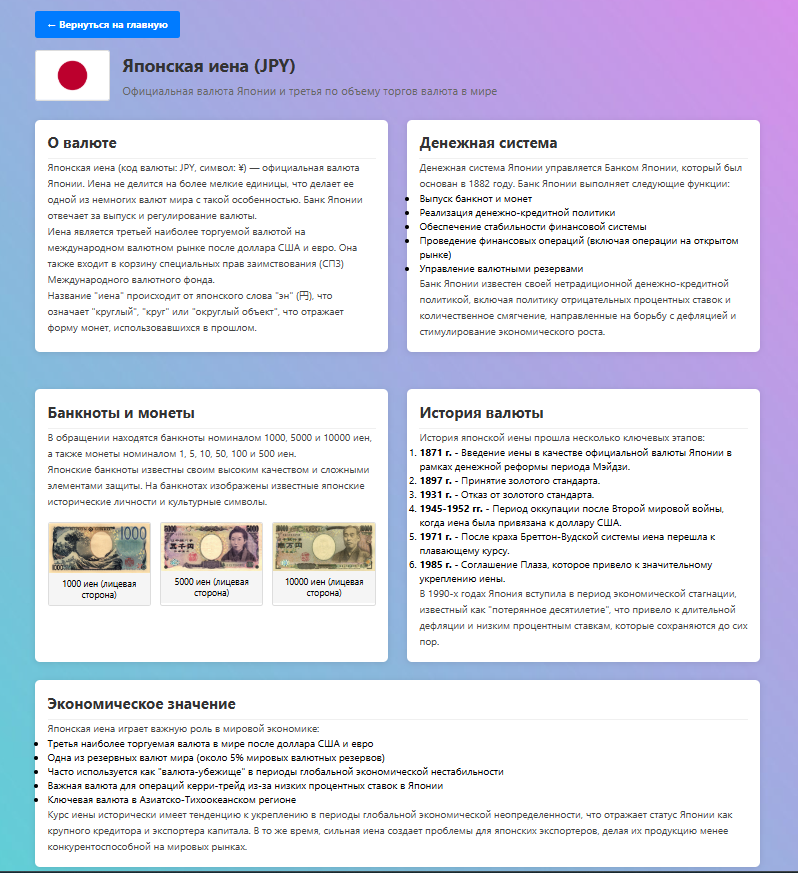 ← Вернуться на главную
Японская иена (JPY)
Официальная валюта Японии и третья по объему торгов валюта в мире
О валюте
Японская иена (код валюты: JPY, символ: ¥) — официальная валюта
Японии. Иена не делится на более мелкие единицы, что делает ее
одной из немногих валют мира с такой особенностью. Банк Японии
отвечает за выпуск и регулирование валюты.
Иена является третьей наиболее торгуемой валютой на
международном валютном рынке после доллара США и евро. Она
также входит в корзину специальных прав заимствования (СПЗ)
Международного валютного фонда.
Название "иена" происходит от японского слова "эн" (円), что
означает "круглый", "круг" или "округлый объект", что отражает
форму монет, использовавшихся в прошлом.
Денежная система
Денежная система Японии управляется Банком Японии, который был
основан в 1882 году. Банк Японии выполняет следующие функции:
• Выпуск банкнот и монет
• Реализация денежно-кредитной политики
• Обеспечение стабильности финансовой системы
• Проведение финансовых операций (включая операции на открытом
рынке)
• Управление валютными резервами
Банк Японии известен своей нетрадиционной денежно-кредитной
политикой, включая политику отрицательных процентных ставок и
количественное смягчение, направленные на борьбу с дефляцией и
стимулирование экономического роста.
Банкноты и монеты
В обращении находятся банкноты номиналом 1000, 5000 и 10000 иен,
а также монеты номиналом 1, 5, 10, 50, 100 и 500 иен.
Японские банкноты известны своим высоким качеством и сложными
элементами защиты. На банкнотах изображены известные японские
исторические личности и культурные символы.
1000
1000 иен (лицевая
сторона)
5000
五千円
5000 иен (лицевая
сторона)
10000
10000 иен (лицевая
сторона)
История валюты
История японской иены прошла несколько ключевых этапов:
1. 1871 г. - Введение иены в качестве официальной валюты Японии в
рамках денежной реформы периода Мэйдзи.
2. 1897 г. - Принятие золотого стандарта.
3. 1931 г. - Отказ от золотого стандарта.
4. 1945-1952 гг. - Период оккупации после Второй мировой войны,
когда иена была привязана к доллару США.
5. 1971 г. - После краха Бреттон-Вудской системы иена перешла к
плавающему курсу.
6. 1985 г. - Соглашение Плаза, которое привело к значительному
укреплению иены.
В 1990-х годах Япония вступила в период экономической стагнации,
известный как "потерянное десятилетие", что привело к длительной
дефляции и низким процентным ставкам, которые сохраняются до сих
пор.
Экономическое значение
Японская иена играет важную роль в мировой экономике:
• Третья наиболее торгуемая валюта в мире после доллара США и евро
• Одна из резервных валют мира (около 5% мировых валютных резервов)
• Часто используется как "валюта-убежище" в периоды глобальной экономической нестабильности
• Важная валюта для операций керри-трейд из-за низких процентных ставок в Японии
• Ключевая валюта в Азиатско-Тихоокеанском регионе
Курс иены исторически имеет тенденцию к укреплению в периоды глобальной экономической неопределенности, что отражает статус Японии как
крупного кредитора и экспортера капитала. В то же время, сильная иена создает проблемы для японских экспортеров, делая их продукцию менее
конкурентоспособной на мировых рынках.